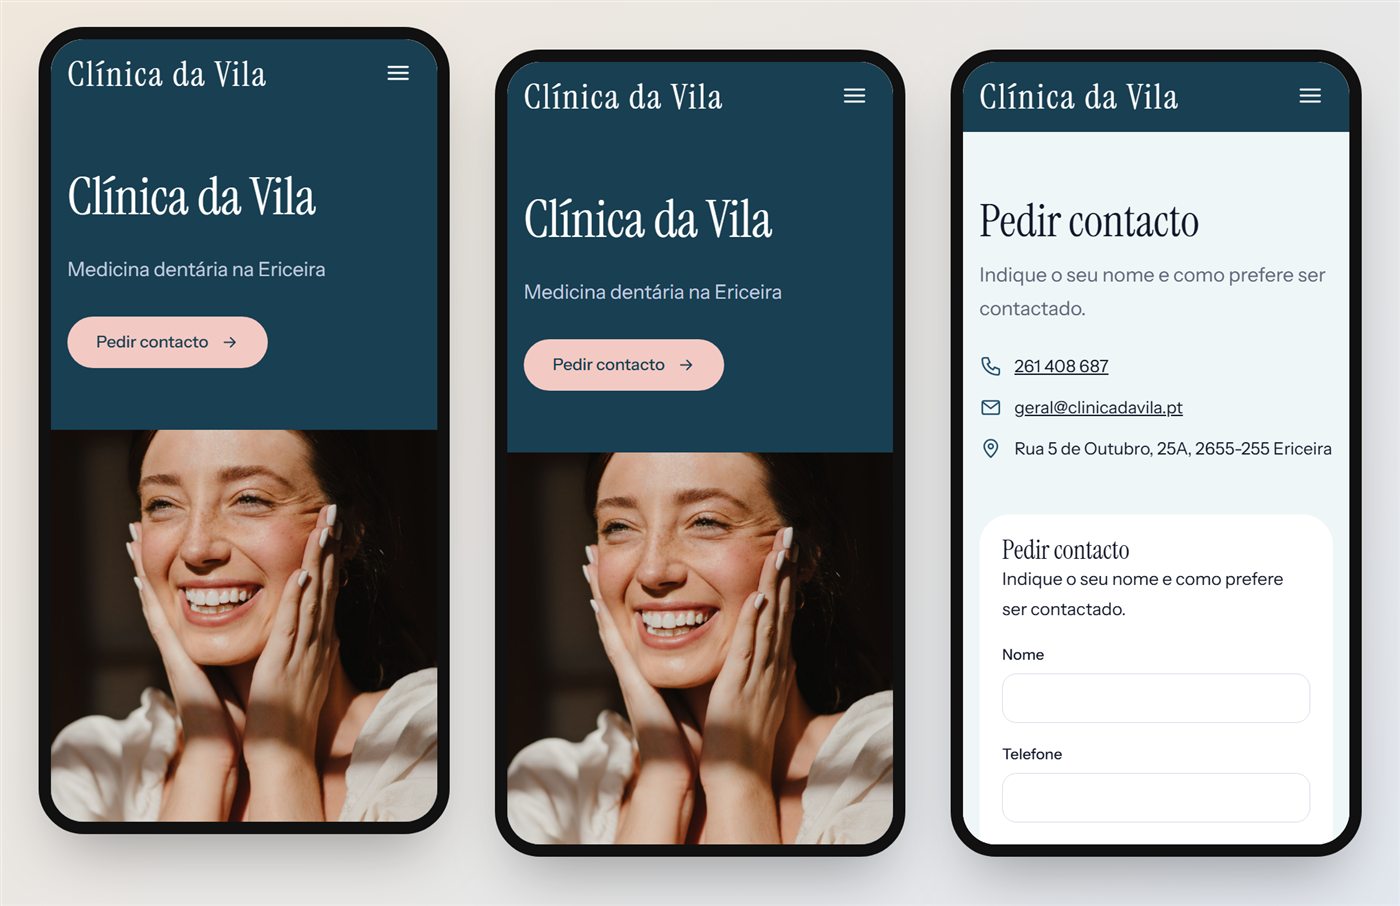 Clínica da Vila
Clínica da Vila
Medicina dentária na Ericeira
Pedir contacto
Clínica da Vila
Clínica da Vila
Medicina dentária na Ericeira
Pedir contacto
Clínica da Vila
Pedir contacto
Indique o seu nome e como prefere ser
contactado.
261 408 687
geral@clinicadavila.pt
Rua 5 de Outubro, 25A, 2655-255 Ericeira
Pedir contacto
Indique o seu nome e como prefere
ser contactado.
Nome
Telefone